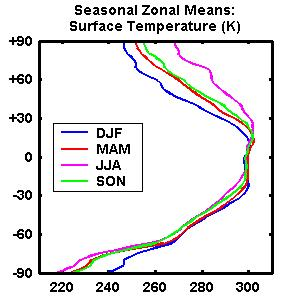 Seasonal Zonal Means:
Surface Temperature (K)
+90
+60
+30
0
-30
-60
-90
DJF
MAM
JJA
SON
220 240 260 280 300